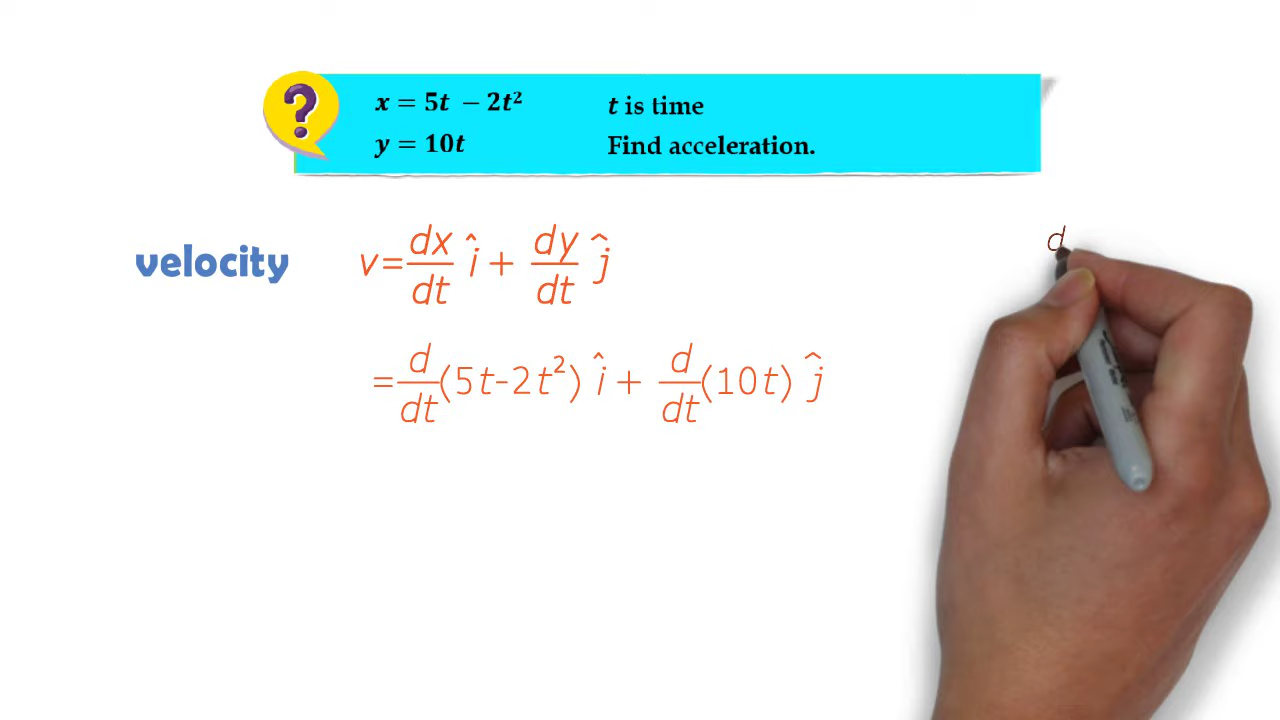 ?
x = 5t − 2t² t is time
y = 10t Find acceleration.
velocity v=dx/dt î + dy/dt ĵ
=d/dt(5t-2t²) î + d/dt(10t) ĵ
d